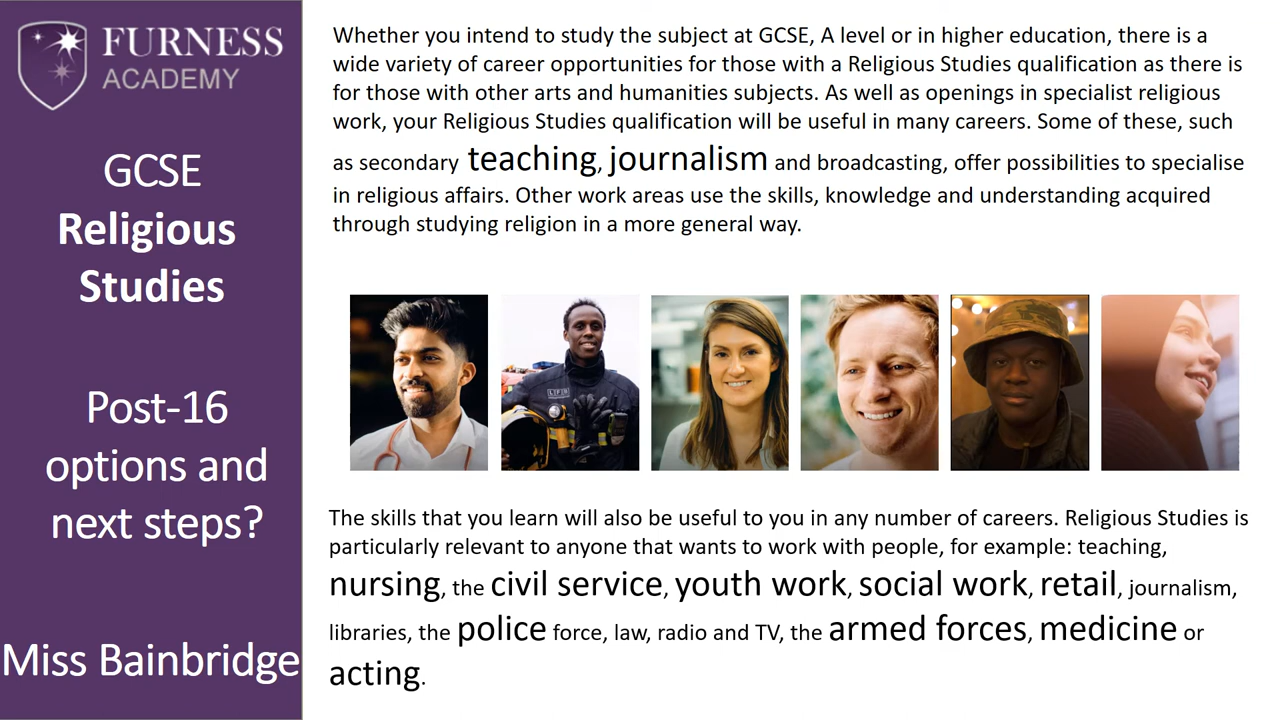 FURNESS
ACADEMY
GCSE
Religious
Studies
Post-16
options and
next steps?
Miss Bainbridge
Whether you intend to study the subject at GCSE, A level or in higher education, there is a
wide variety of career opportunities for those with a Religious Studies qualification as there is
for those with other arts and humanities subjects. As well as openings in specialist religious
work, your Religious Studies qualification will be useful in many careers. Some of these, such
as secondary teaching, journalism and broadcasting, offer possibilities to specialise
in religious affairs. Other work areas use the skills, knowledge and understanding acquired
through studying religion in a more general way.
The skills that you learn will also be useful to you in any number of careers. Religious Studies is
particularly relevant to anyone that wants to work with people, for example: teaching,
nursing, the civil service, youth work, social work, retail, journalism,
libraries, the police force, law, radio and TV, the armed forces, medicine or
acting.